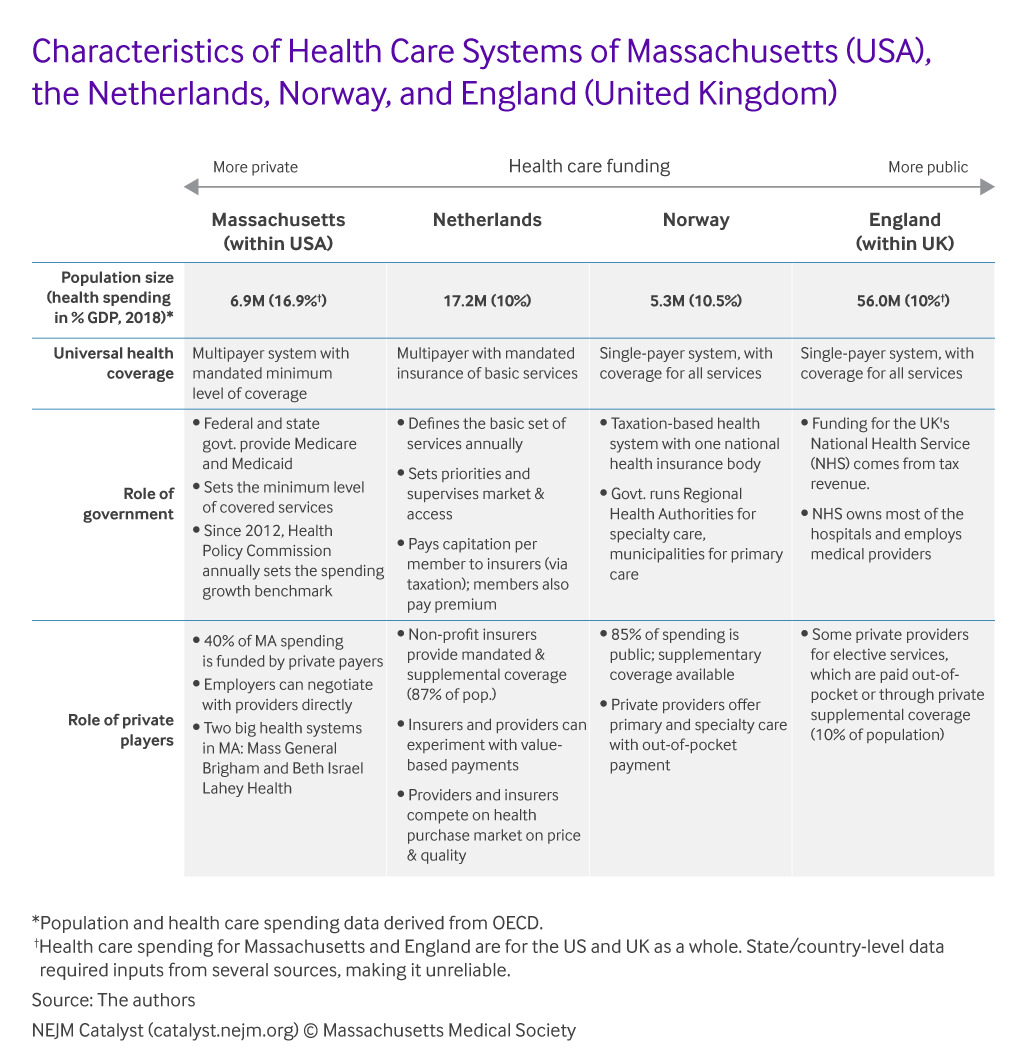 Characteristics of Health Care Systems of Massachusetts (USA),
the Netherlands, Norway, and England (United Kingdom)
More private
Health care funding
More public
Massachusetts
(within USA)
Netherlands
Norway
England
(within UK)
Population size
(health spending
in % GDP, 2018)*
6.9M (16.9%†)
17.2M (10%)
5.3M (10.5%)
56.0M (10%†)
Universal health
coverage
Multipayer system with
mandated minimum
level of coverage
Multipayer with mandated
insurance of basic services
Single-payer system, with
coverage for all services
Single-payer system, with
coverage for all services
Role of
government
• Federal and state
govt. provide Medicare
and Medicaid
• Sets the minimum level
of covered services
• Since 2012, Health
Policy Commission
annually sets the spending
growth benchmark
• Defines the basic set of
services annually
• Sets priorities and
supervises market &
access
• Pays capitation per
member to insurers (via
taxation); members also
pay premium
• Taxation-based health
system with one national
health insurance body
• Govt. runs Regional
Health Authorities for
specialty care,
municipalities for primary
care
• Funding for the UK's
National Health Service
(NHS) comes from tax
revenue.
• NHS owns most of the
hospitals and employs
medical providers
Role of private
players
• 40% of MA spending
is funded by private payers
• Employers can negotiate
with providers directly
• Two big health systems
in MA: Mass General
Brigham and Beth Israel
Lahey Health
• Non-profit insurers
provide mandated &
supplemental coverage
(87% of pop.)
• Insurers and providers can
experiment with value-
based payments
• Providers and insurers
compete on health
purchase market on price
& quality
• 85% of spending is
public; supplementary
coverage available
• Private providers offer
primary and specialty care
with out-of-pocket
payment
• Some private providers
for elective services,
which are paid out-of-
pocket or through private
supplemental coverage
(10% of population)
*Population and health care spending data derived from OECD.
†Health care spending for Massachusetts and England are for the US and UK as a whole. State/country-level data
required inputs from several sources, making it unreliable.
Source: The authors
NEJM Catalyst (catalyst.nejm.org) © Massachusetts Medical Society